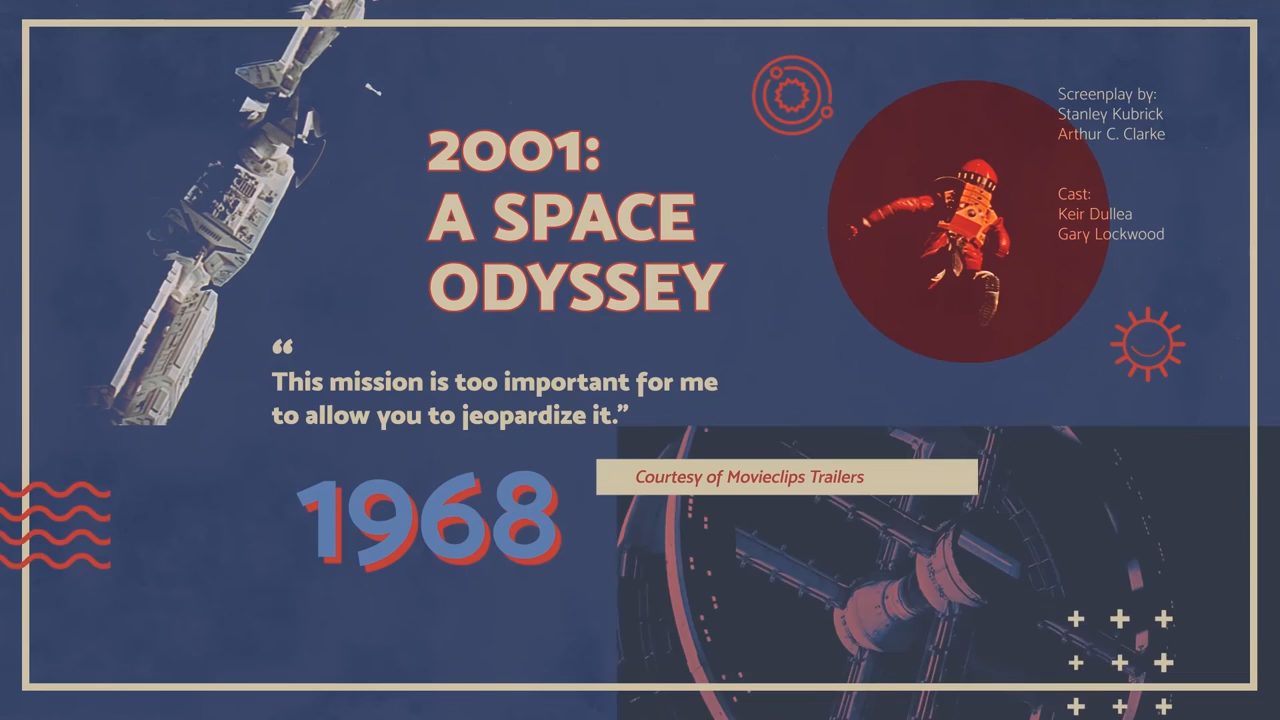 2001:
A SPACE
ODYSSEY
“
This mission is too important for me
to allow you to jeopardize it.”
1968
Courtesy of Movieclips Trailers
Screenplay by:
Stanley Kubrick
Arthur C. Clarke
Cast:
Keir Dullea
Gary Lockwood